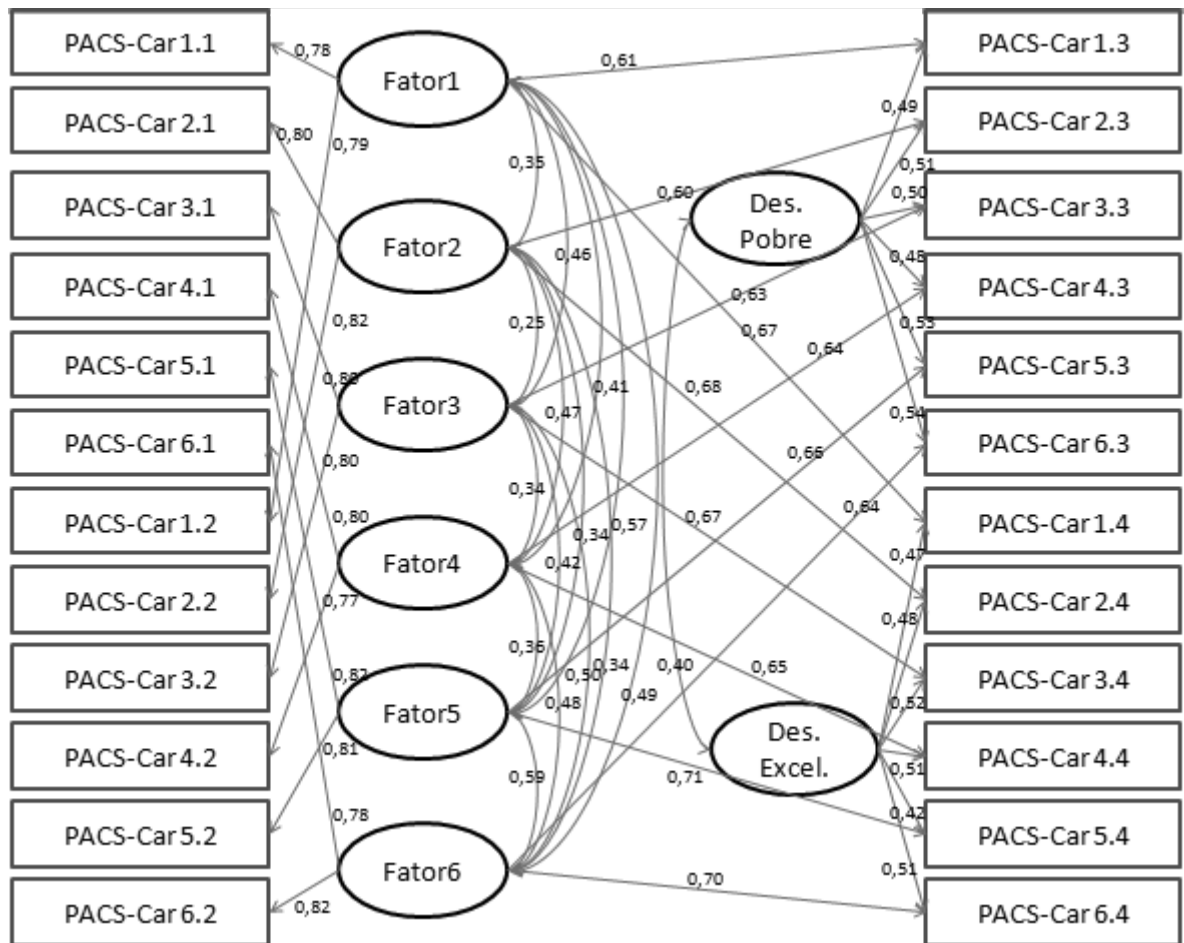 PACS-Car 1.1
PACS-Car 2.1
PACS-Car 3.1
PACS-Car 4.1
PACS-Car 5.1
PACS-Car 6.1
PACS-Car 1.2
PACS-Car 2.2
PACS-Car 3.2
PACS-Car 4.2
PACS-Car 5.2
PACS-Car 6.2
0,78
0,80
0,79
0,82
0,80
0,80
0,77
0,82
0,81
0,78
0,82
Fator1
Fator2
Fator3
Fator4
Fator5
Fator6
0,35
0,46
0,25
0,41
0,47
0,34
0,57
0,34
0,42
0,36
0,50
0,34
0,48
0,49
0,59
0,40
0,61
0,60
0,63
0,67
0,64
0,68
0,66
0,64
0,67
0,65
0,71
0,70
Des.
Pobre
Des.
Excel.
0,49
0,51
0,50
0,48
0,53
0,54
0,47
0,48
0,52
0,51
0,42
0,51
PACS-Car 1.3
PACS-Car 2.3
PACS-Car 3.3
PACS-Car 4.3
PACS-Car 5.3
PACS-Car 6.3
PACS-Car 1.4
PACS-Car 2.4
PACS-Car 3.4
PACS-Car 4.4
PACS-Car 5.4
PACS-Car 6.4